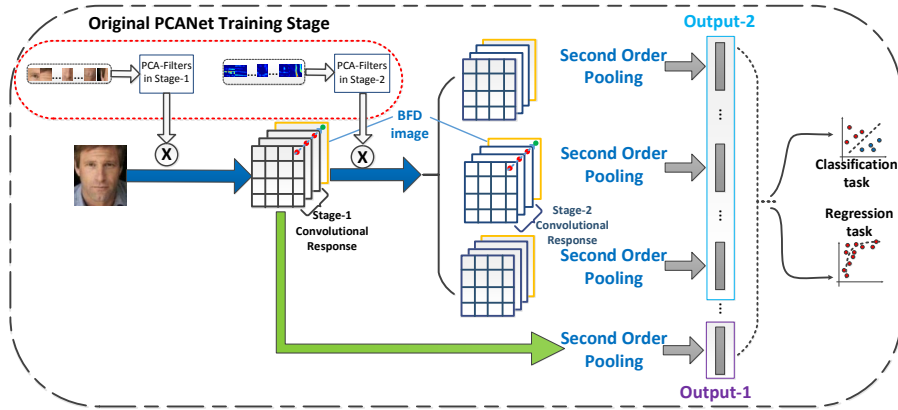 Original PCANet Training Stage
Output-2
PCA-Filters
in Stage-1
PCA-Filters
in Stage-2
Second Order
Pooling
BFD
image
X
X
Second Order
Pooling
Classification
task
Stage-1
Convolutional
Response
Stage-2
Convolutional
Response
Regression
task
Second Order
Pooling
Second Order
Pooling
Output-1